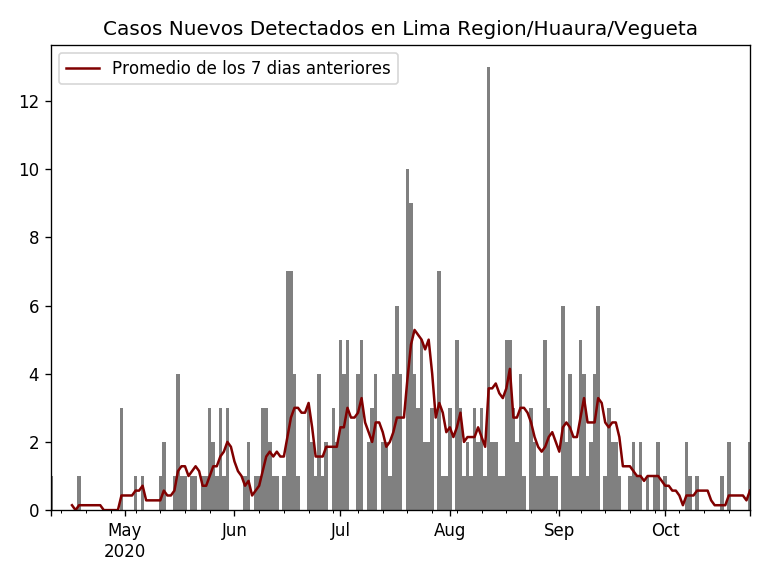 Casos Nuevos Detectados en Lima Region/Huaura/Vegueta
Promedio de los 7 dias anteriores
12
10
8
6
4
2
0
May Jun Jul Aug Sep Oct
2020